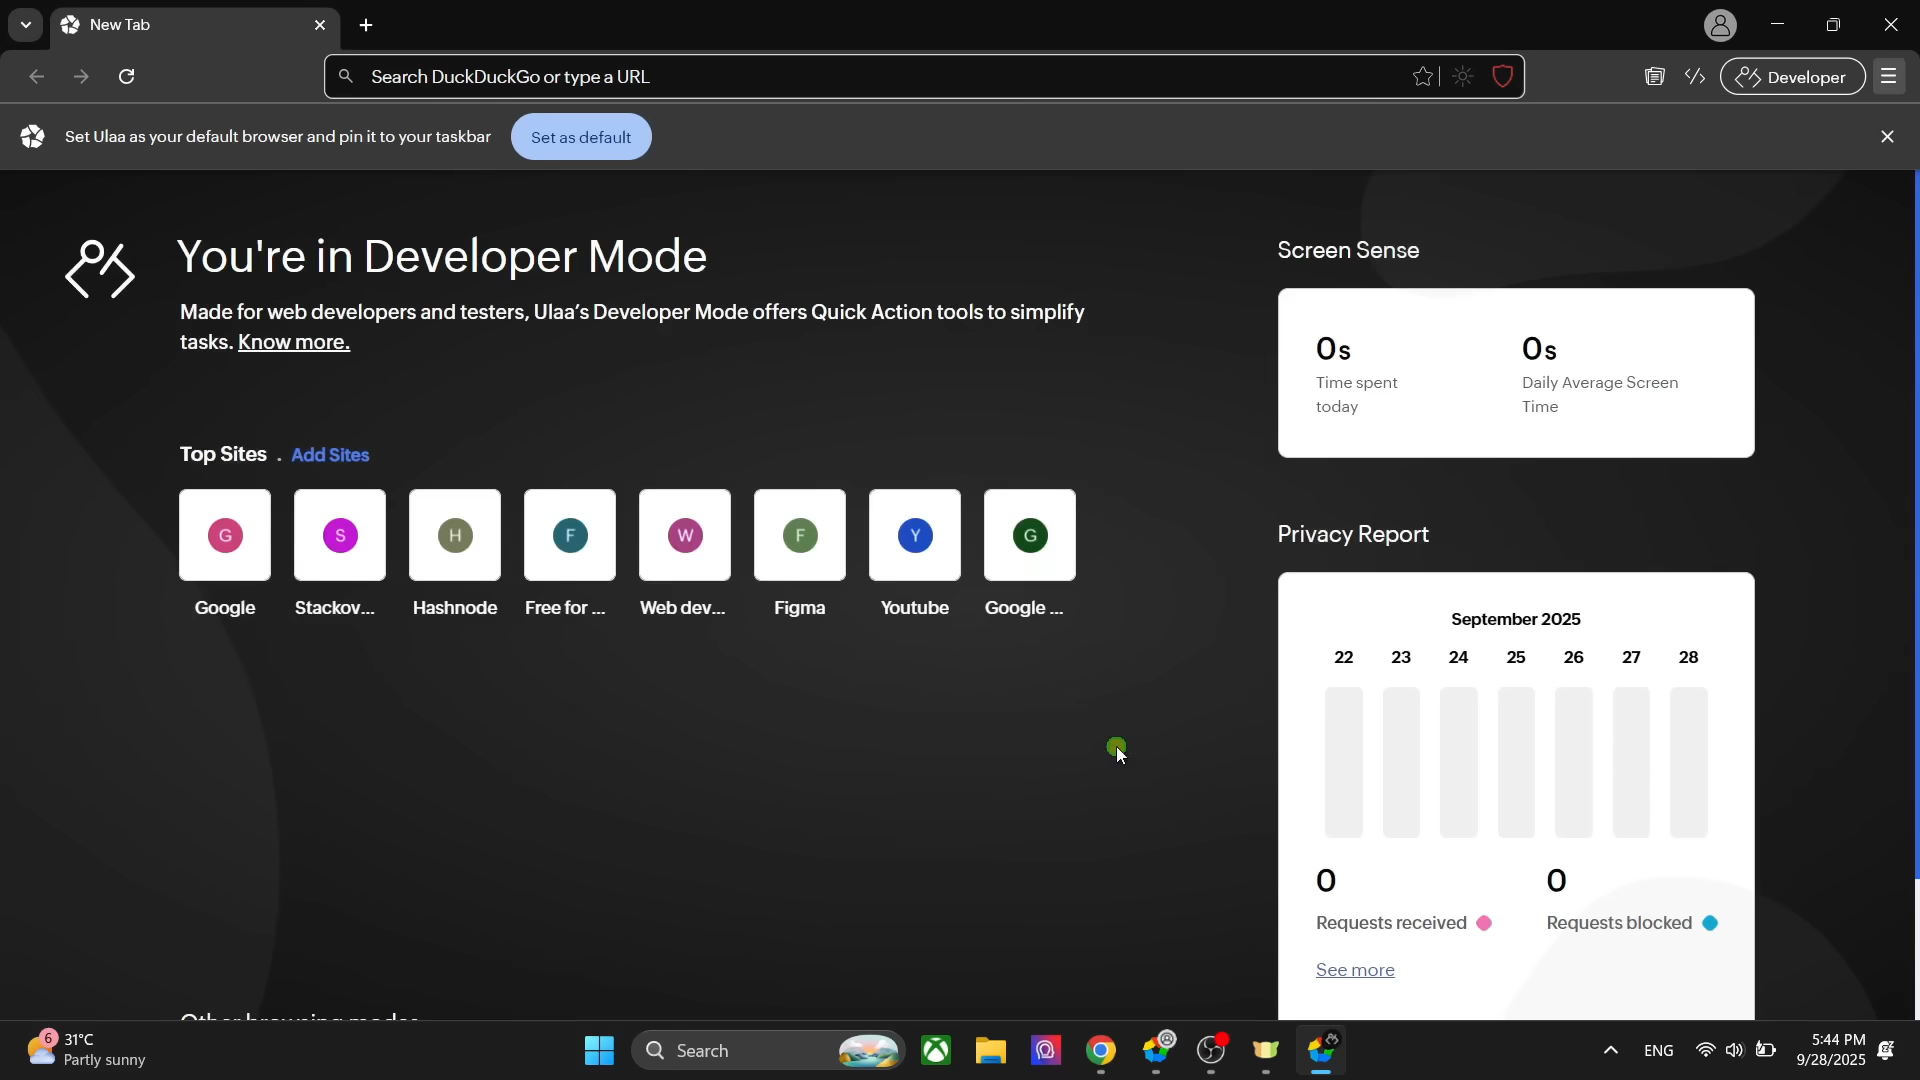 New Tab
Search DuckDuckGo or type a URL
Developer
Set Ulaa as your default browser and pin it to your taskbar
Set as default
You're in Developer Mode
Made for web developers and testers, Ulaa's Developer Mode offers Quick Action tools to simplify
tasks. Know more.
Top Sites . Add Sites
G
S
H
F
W
F
Y
G
Google
Stackov...
Hashnode
Free for ...
Web dev...
Figma
Youtube
Google ...
Screen Sense
0s
0s
Time spent
today
Daily Average Screen
Time
Privacy Report
September 2025
22 23 24 25 26 27 28
0
0
Requests received
Requests blocked
See more
Other browsing modes
6
31°C
Partly sunny
Search
ENG
5:44 PM
9/28/2025